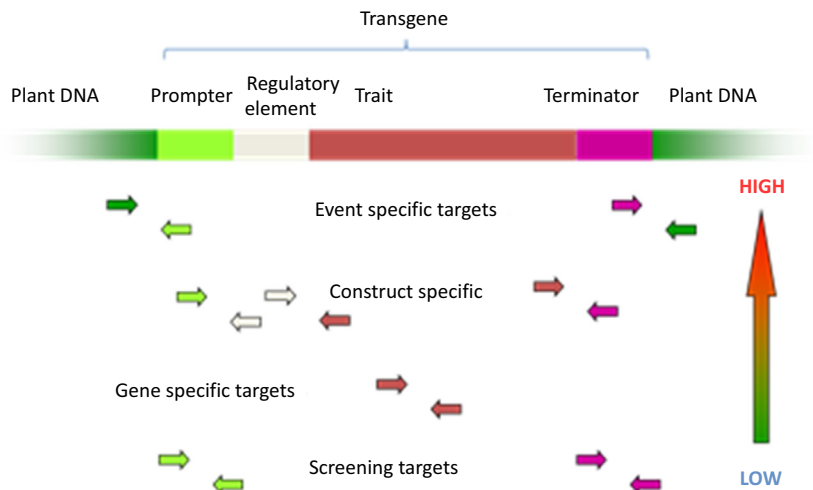 Transgene
Plant DNA
Prompter
Regulatory
element
Trait
Terminator
Plant DNA
HIGH
Event specific targets
Construct specific
Gene specific targets
Screening targets
LOW